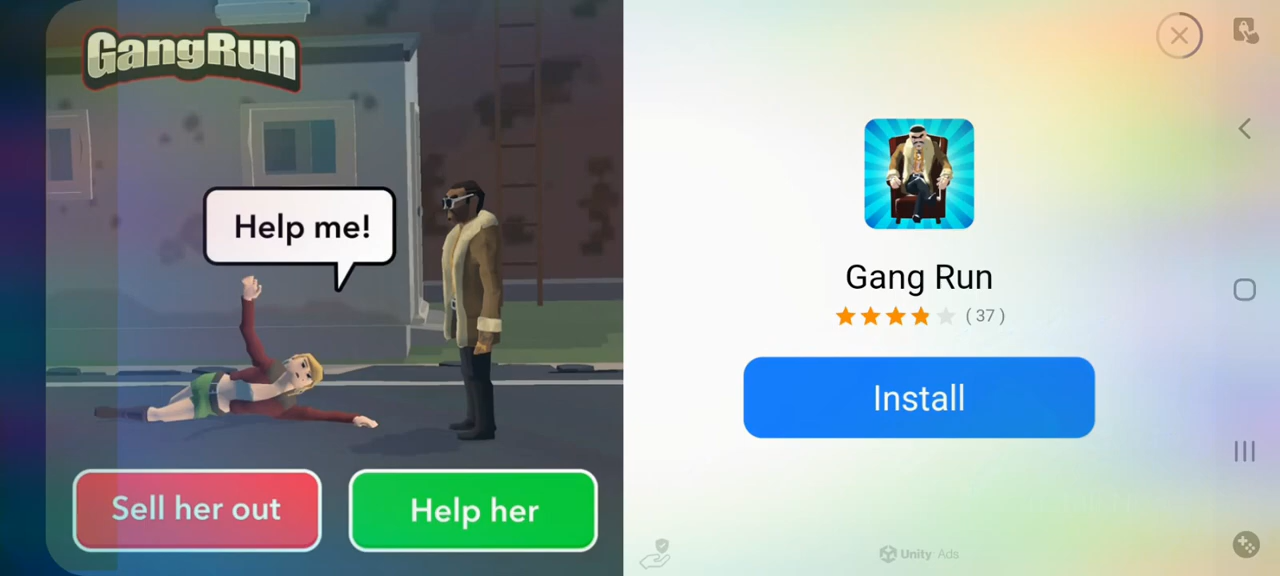 GangRun
Help me!
Sell her out
Help her
Gang Run
( 37 )
Install
Unity Ads